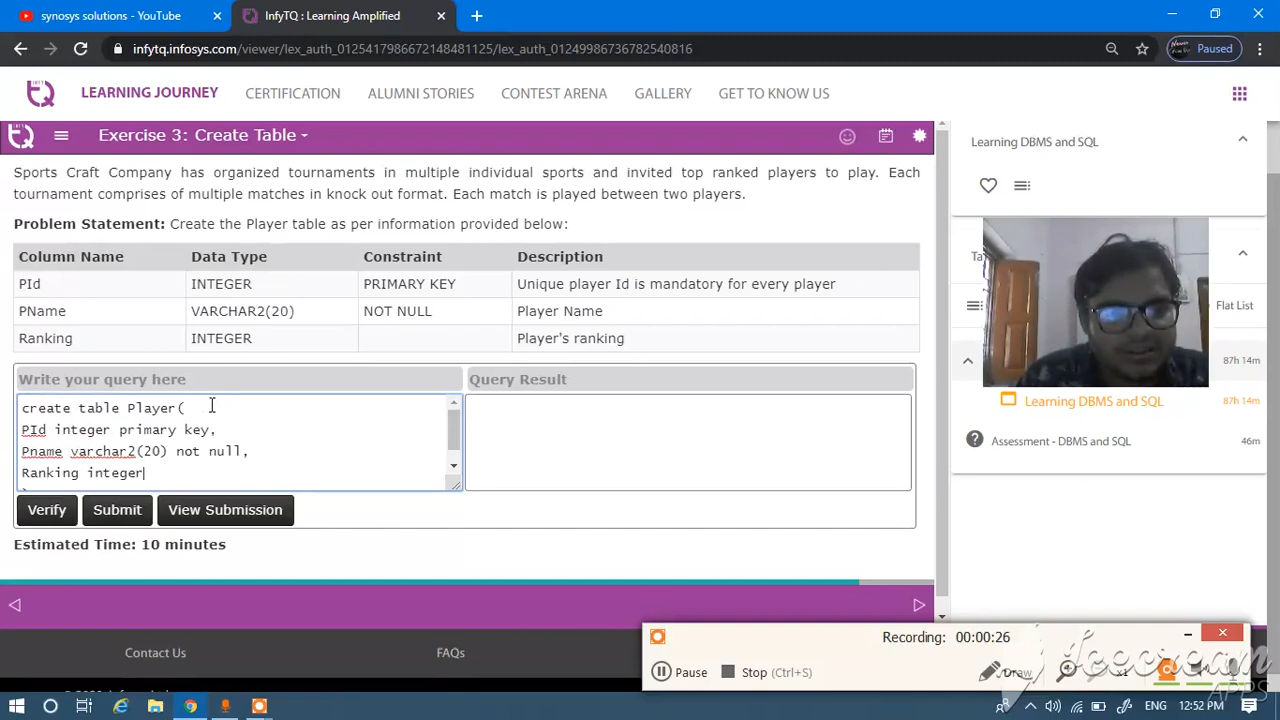 synosys solutions - YouTube
InfyTQ : Learning Amplified
infytq.infosys.com/viewer/lex_auth_0125417986672148481125/lex_auth_01249986736782540816
Paused
LEARNING JOURNEY
CERTIFICATION
ALUMNI STORIES
CONTEST ARENA
GALLERY
GET TO KNOW US
Exercise 3: Create Table
Learning DBMS and SQL
Sports Craft Company has organized tournaments in multiple individual sports and invited top ranked players to play. Each
tournament comprises of multiple matches in knock out format. Each match is played between two players.
Problem Statement: Create the Player table as per information provided below:
Column Name Data Type Constraint Description
PId INTEGER PRIMARY KEY Unique player Id is mandatory for every player
PName VARCHAR2(20) NOT NULL Player Name
Ranking INTEGER Player's ranking
Flat List
87h 14m
Learning DBMS and SQL
87h 14m
Assessment - DBMS and SQL
46m
Write your query here
Query Result
create table Player(
PId integer primary key,
Pname varchar2(20) not null,
Ranking integer
Verify
Submit
View Submission
Estimated Time: 10 minutes
Contact Us
FAQs
Recording: 00:00:26
Pause
Stop (Ctrl+S)
Draw
x1
Icecream
APPS
ENG
12:52 PM